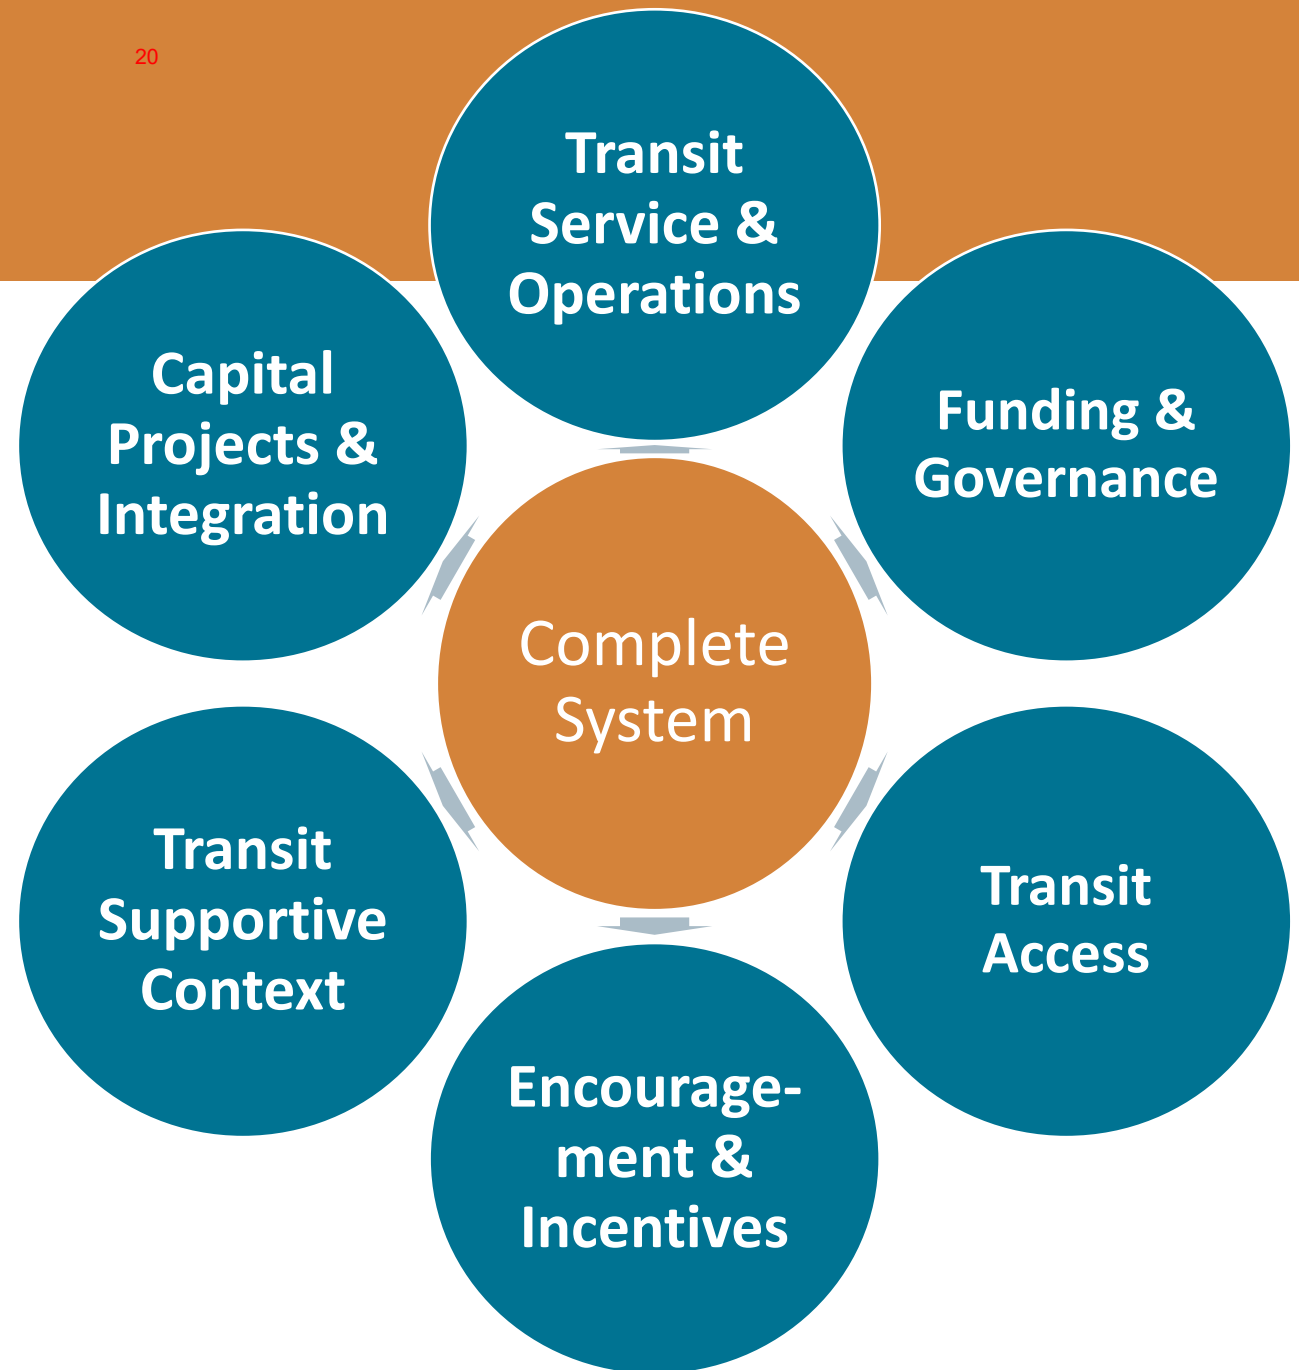 20
Transit
Service &
Operations
Funding &
Governance
Transit
Access
Encourage-
ment &
Incentives
Transit
Supportive
Context
Capital
Projects &
Integration
Complete
System